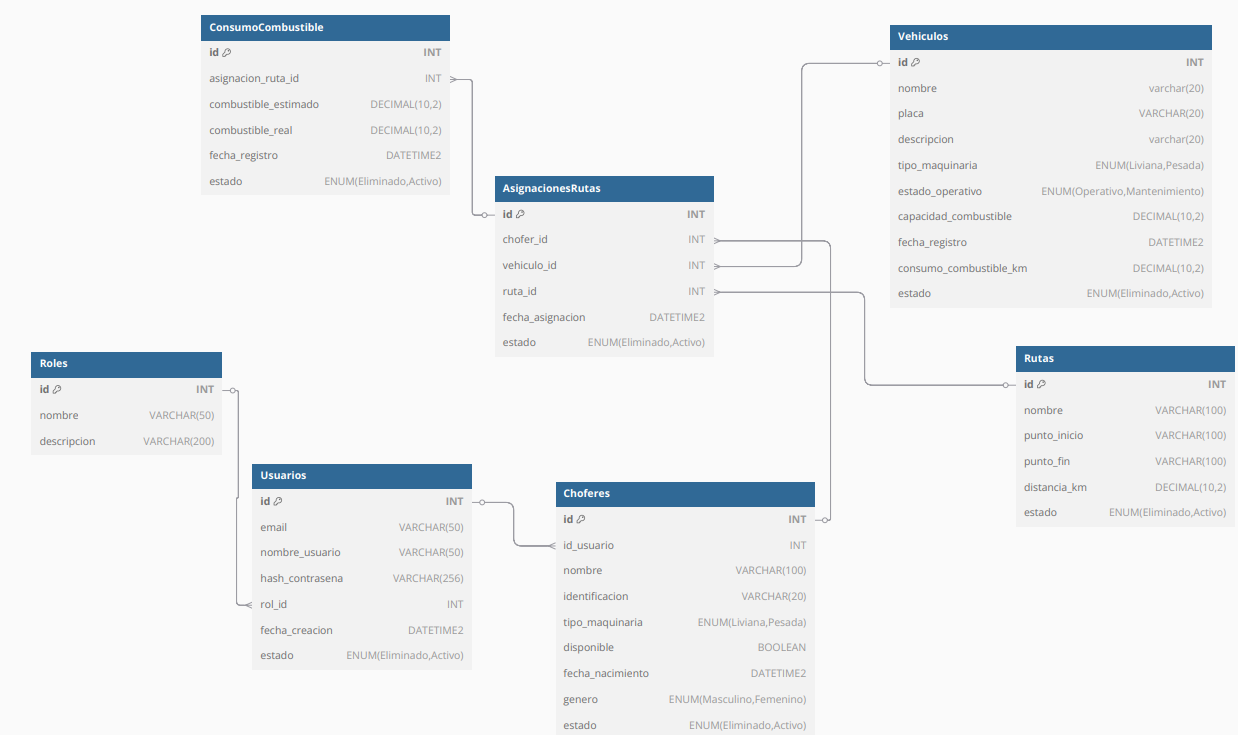 ConsumoCombustible
id INT
asignacion_ruta_id INT
combustible_estimado DECIMAL(10,2)
combustible_real DECIMAL(10,2)
fecha_registro DATETIME2
estado ENUM(Eliminado,Activo)
Vehiculos
id INT
nombre varchar(20)
placa VARCHAR(20)
descripcion varchar(20)
tipo_maquinaria ENUM(Liviana,Pesada)
estado_operativo ENUM(Operativo,Mantenimiento)
capacidad_combustible DECIMAL(10,2)
fecha_registro DATETIME2
consumo_combustible_km DECIMAL(10,2)
estado ENUM(Eliminado,Activo)
AsignacionesRutas
id INT
chofer_id INT
vehiculo_id INT
ruta_id INT
fecha_asignacion DATETIME2
estado ENUM(Eliminado,Activo)
Roles
id INT
nombre VARCHAR(50)
descripcion VARCHAR(200)
Rutas
id INT
nombre VARCHAR(100)
punto_inicio VARCHAR(100)
punto_fin VARCHAR(100)
distancia_km DECIMAL(10,2)
estado ENUM(Eliminado,Activo)
Usuarios
id INT
email VARCHAR(50)
nombre_usuario VARCHAR(50)
hash_contrasena VARCHAR(256)
rol_id INT
fecha_creacion DATETIME2
estado ENUM(Eliminado,Activo)
Choferes
id INT
id_usuario INT
nombre VARCHAR(100)
identificacion VARCHAR(20)
tipo_maquinaria ENUM(Liviana,Pesada)
disponible BOOLEAN
fecha_nacimiento DATETIME2
genero ENUM(Masculino,Femenino)
estado ENUM(Eliminado,Activo)